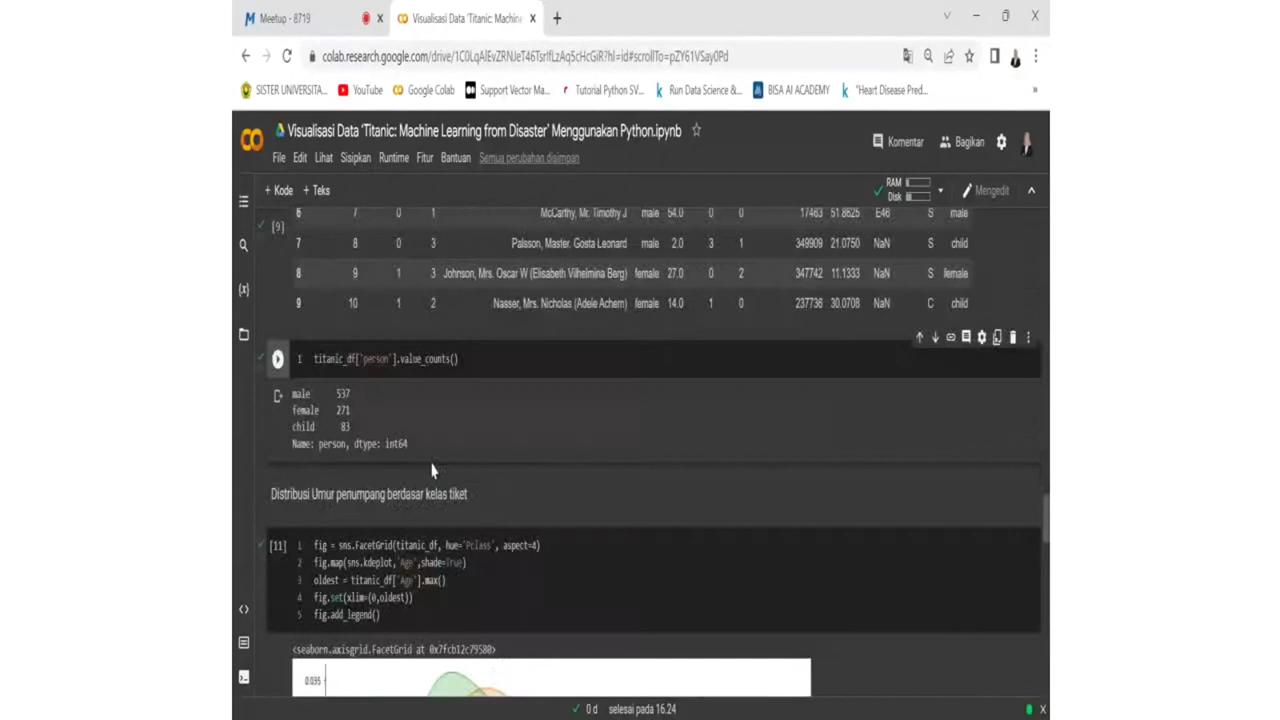 Meetup - 8719
Visualisasi Data 'Titanic: Machin
SISTER UNIVERSITA...
YouTube
Google Colab
Support Vector Ma...
Tutorial Python SV...
Run Data Science &...
BISA AI ACADEMY
"Heart Disease Pred...
»
Visualisasi Data 'Titanic: Machine Learning from Disaster' Menggunakan Python.ipynb
Komentar
Bagikan
File Edit Lihat Sisipkan Runtime Fitur Bantuan Semua perubahan disimpan
+ Kode + Teks
RAM
Disk
Mengedit
[9]
6 7 0 1 McCarthy, Mr. Timothy J male 54.0 0 0 17463 51.8625 E46 S male
7 8 0 3 Palsson, Master. Gosta Leonard male 2.0 3 1 349909 21.0750 NaN S child
8 9 1 3 Johnson, Mrs. Oscar W (Elisabeth Vilhelmina Berg) female 27.0 0 2 347742 11.1333 NaN S female
9 10 1 2 Nasser, Mrs. Nicholas (Adele Achem) female 14.0 1 0 237736 30.0708 NaN C child
1 titanic_df['person'].value_counts()
male 537
female 271
child 83
Name: person, dtype: int64
Distribusi Umur penumpang berdasar kelas tiket
[11] 1 fig = sns.FacetGrid(titanic_df, hue='Pclass', aspect=4)
2 fig.map(sns.kdeplot,'Age',shade=True)
3 oldest = titanic_df['Age'].max()
4 fig.set(xlim=(0,oldest))
5 fig.add_legend()
<seaborn.axisgrid.FacetGrid at 0x7fcb12c79580>
0.035
0 d selesai pada 16.24